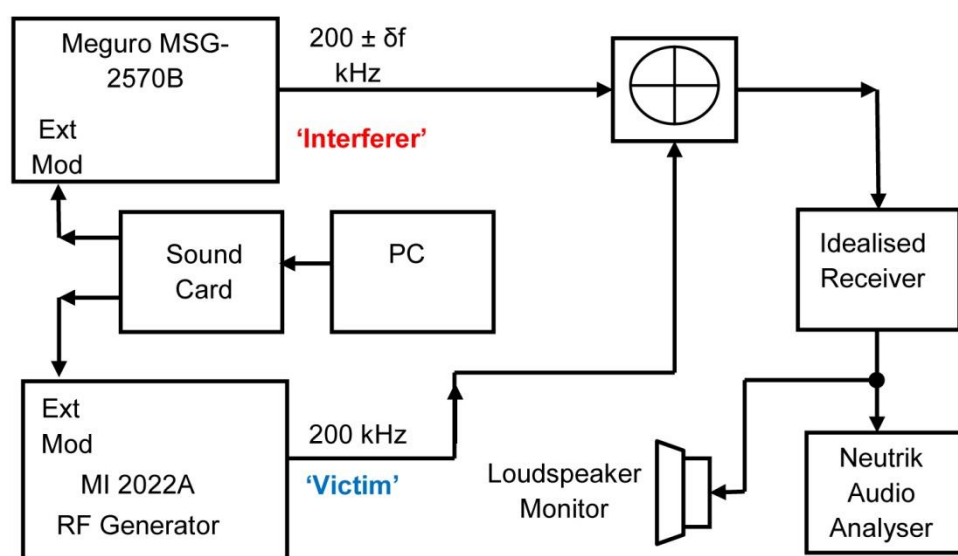 Meguro MSG-
2570B
Ext
Mod
200 ± δf
kHz
‘Interferer’
Sound
Card
PC
Idealised
Receiver
Ext
Mod
MI 2022A
RF Generator
200 kHz
‘Victim’
Loudspeaker
Monitor
Neutrik
Audio
Analyser